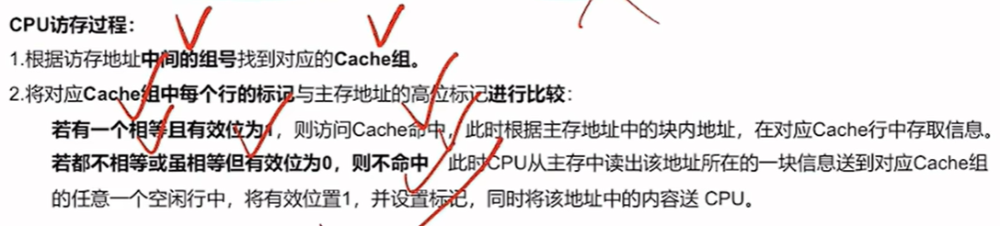 CPU访存过程：
1.根据访存地址中间的组号找到对应的Cache组。
2.将对应Cache组中每个行的标记与主存地址的高位标记进行比较：
若有一个相等且有效位为1，则访问Cache命中，此时根据主存地址中的块内地址，在对应Cache行中存取信息。
若都不相等或虽相等但有效位为0，则不命中，此时CPU从主存中读出该地址所在的一块信息送到对应Cache组
的任意一个空闲行中，将有效位置1，并设置标记，同时将该地址中的内容送 CPU。